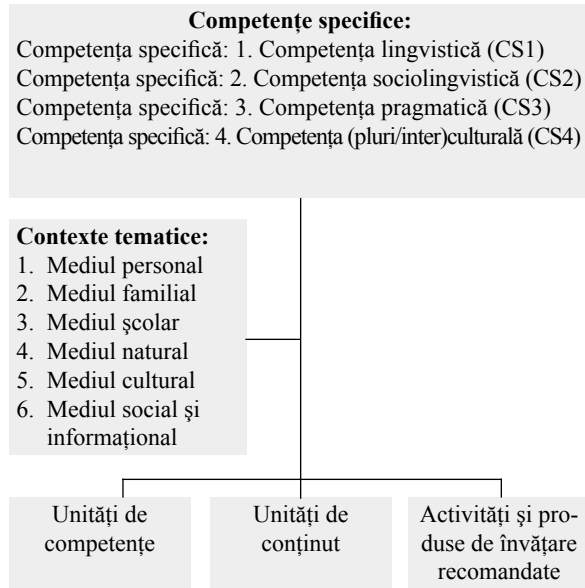 Competențe specifice:
Competența specifică: 1. Competența lingvistică (CS1)
Competența specifică: 2. Competența sociolingvistică (CS2)
Competența specifică: 3. Competența pragmatică (CS3)
Competența specifică: 4. Competența (pluri/inter)culturală (CS4)
Contexte tematice:
1. Mediul personal
2. Mediul familial
3. Mediul şcolar
4. Mediul natural
5. Mediul cultural
6. Mediul social şi
informațional
Unități de
competențe
Unități de
conținut
Activități şi pro-
duse de învățare
recomandate